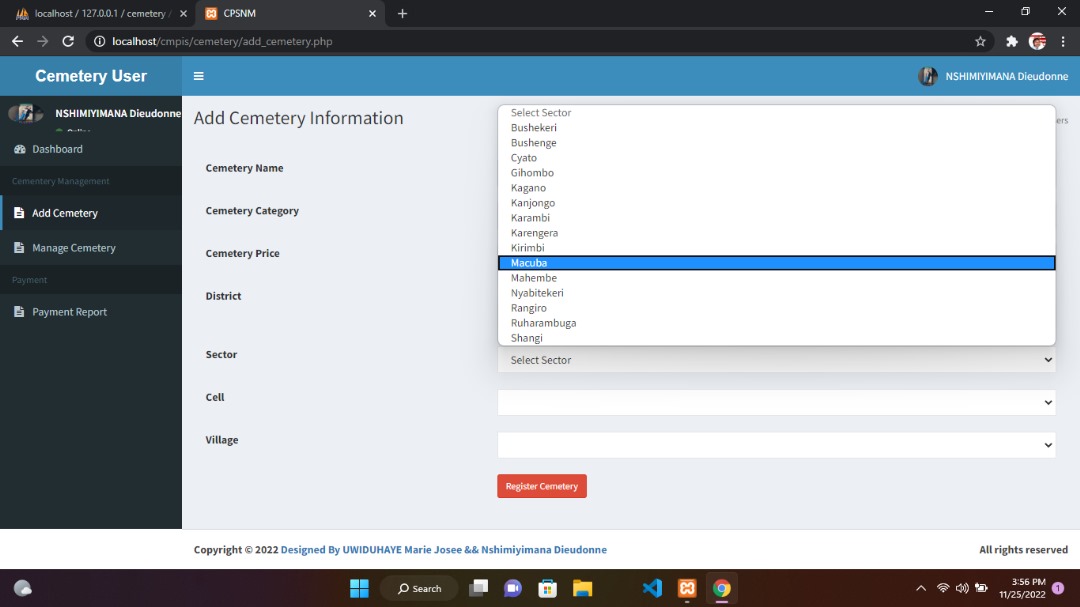 localhost / 127.0.0.1 / cemetery /
CPSNM
localhost/cmpis/cemetery/add_cemetery.php
Cemetery User
NSHIMIYIMANA Dieudonne
NSHIMIYIMANA Dieudonne
Online
Dashboard
Cementery Management
Add Cemetery
Manage Cemetery
Payment
Payment Report
Add Cemetery Information
ers
Cemetery Name
Cemetery Category
Cemetery Price
District
Select Sector
Bushekeri
Bushenge
Cyato
Gihombo
Kagano
Kanjongo
Karambi
Karengera
Kirimbi
Macuba
Mahembe
Nyabitekeri
Rangiro
Ruharambuga
Shangi
Sector
Select Sector
Cell
Village
Register Cemetery
Copyright © 2022 Designed By UWIDUHAYE Marie Josee && Nshimiyimana Dieudonne
All rights reserved
Search
3:56 PM
11/25/2022
1